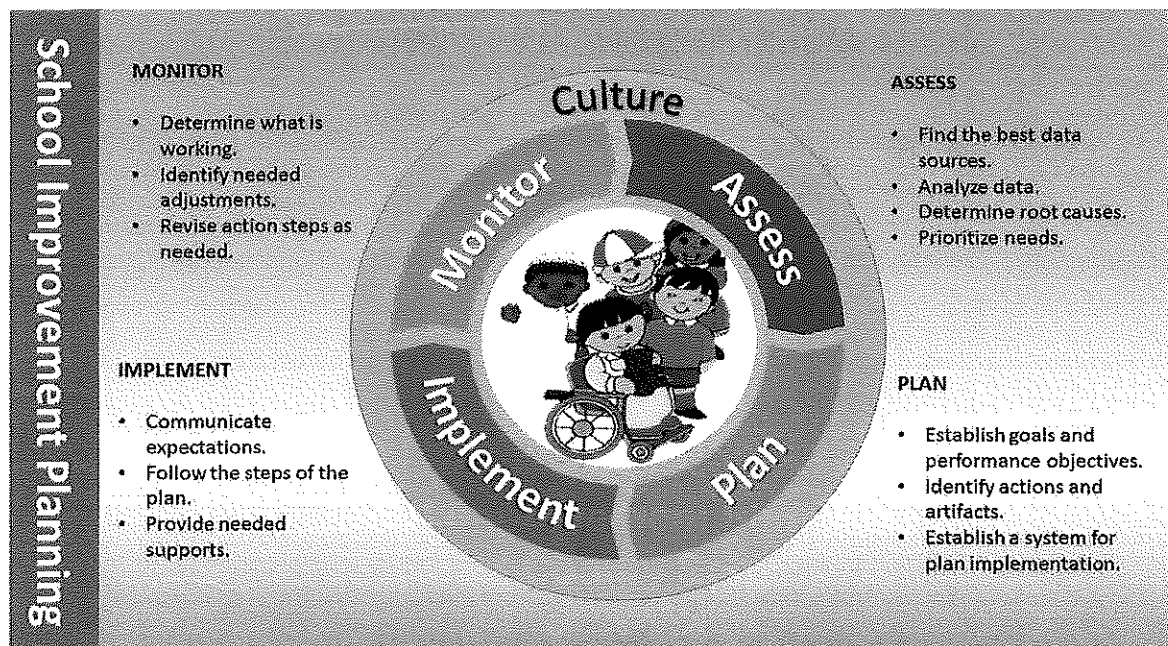 School Improvement Planning
MONITOR
• Determine what is
working.
• Identify needed
adjustments.
• Revise action steps as
needed.
IMPLEMENT
• Communicate
expectations.
• Follow the steps of the
plan.
• Provide needed
supports.
Culture
Monitor
Assess
Implement
Plan
ASSESS
• Find the best data
sources.
• Analyze data.
• Determine root causes.
• Prioritize needs.
PLAN
• Establish goals and
performance objectives.
• Identify actions and
artifacts.
• Establish a system for
plan implementation.